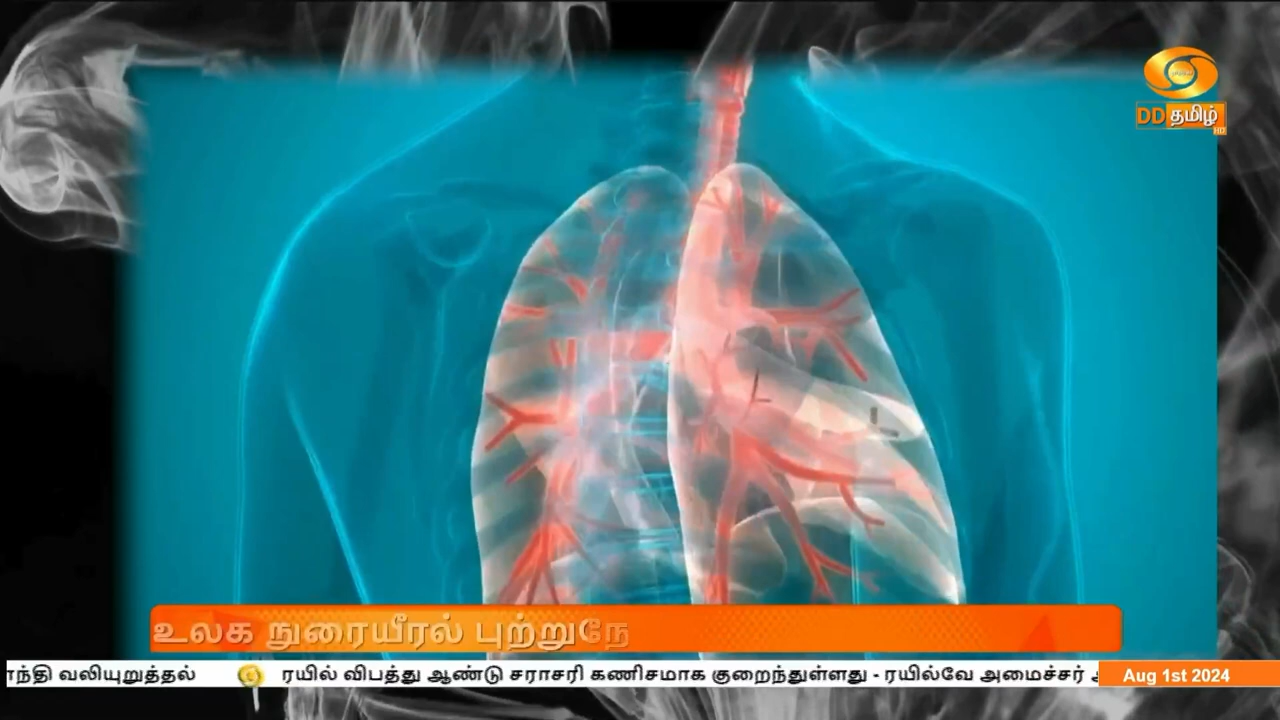 DD தமிழ்
HD
உலக நுரையீரல் புற்றுநே
ந்தி வலியுறுத்தல் ரயில் விபத்து ஆண்டு சராசரி கணிசமாக குறைந்துள்ளது - ரயில்வே அமைச்சர்
Aug 1st 2024